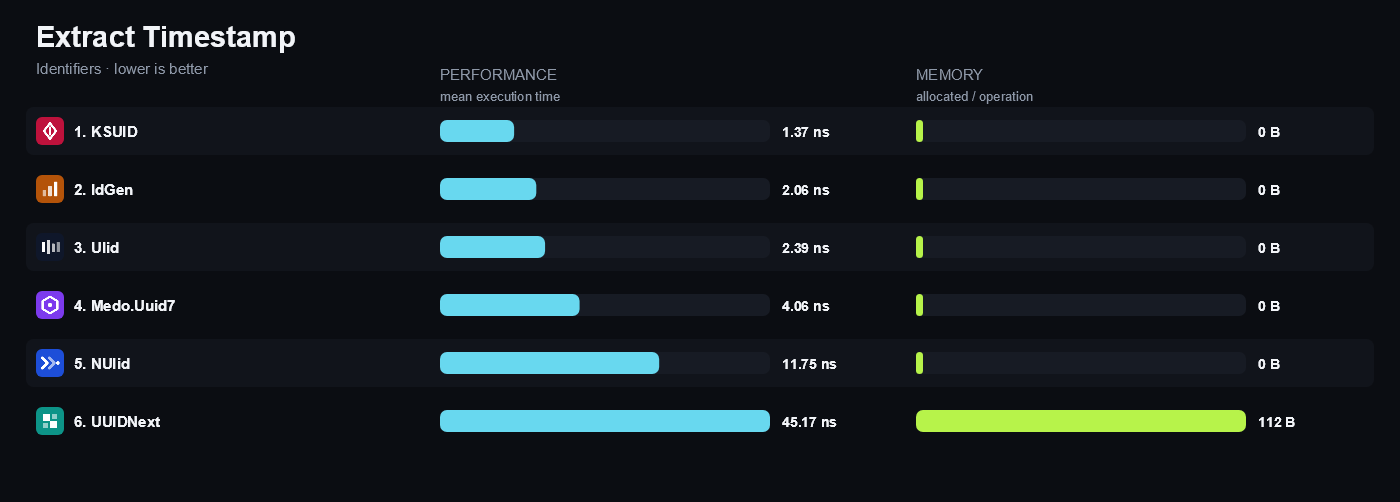 Extract Timestamp
Identifiers · lower is better
PERFORMANCE MEMORY
mean execution time allocated / operation
1. KSUID 1.37 ns 0 B
2. IdGen 2.06 ns 0 B
3. Ulid 2.39 ns 0 B
4. Medo.Uuid7 4.06 ns 0 B
5. NUlid 11.75 ns 0 B
6. UUIDNext 45.17 ns 112 B